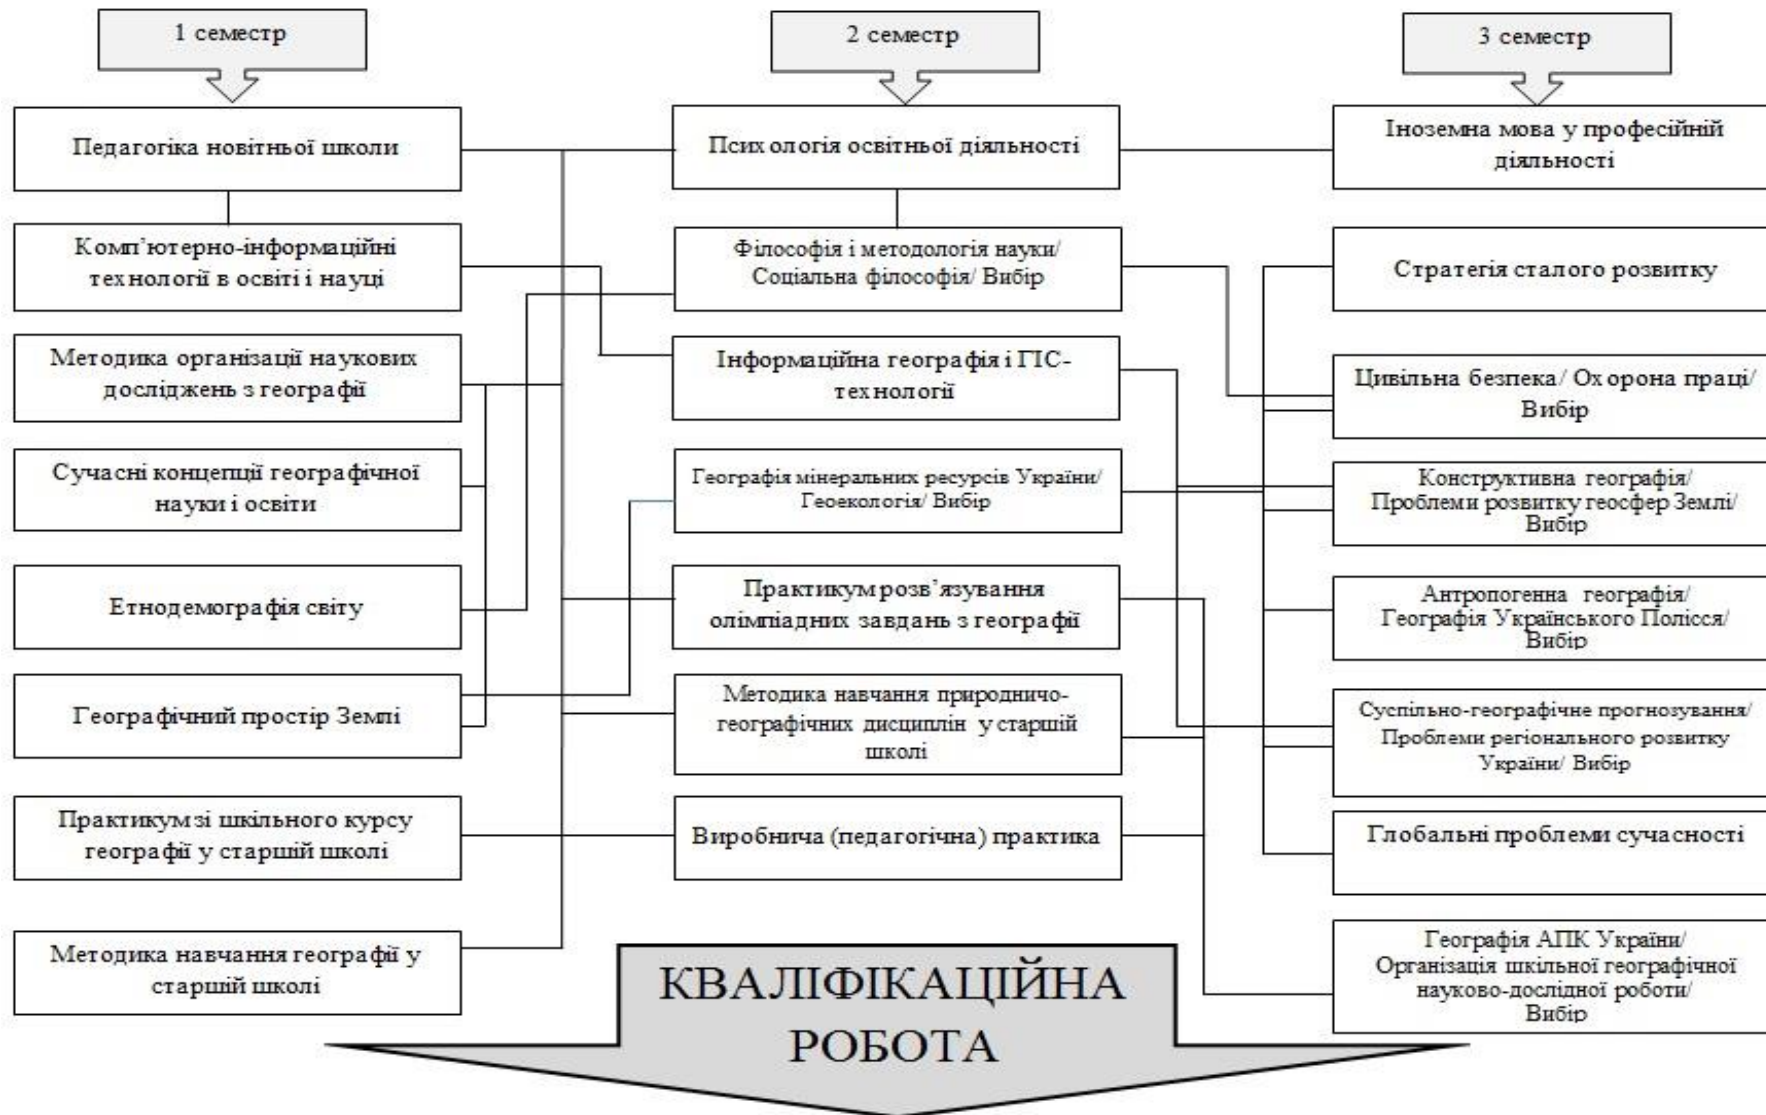 1 семестр
2 семестр
3 семестр
Педагогіка новітньої школи
Комп’ютерно-інформаційні
технології в освіті і науці
Методика організації наукових
досліджень з географії
Сучасні концепції географічної
науки і освіти
Етнодемографія світу
Географічний простір Землі
Практикум зі шкільного курсу
географії у старшій школі
Методика навчання географії у
старшій школі
Психологія освітньої діяльності
Філософія і методологія науки/
Соціальна філософія/ Вибір
Інформаційна географія і ГІС-
технології
Географія мінеральних ресурсів України/
Геоекологія/ Вибір
Практикум розв’язування
олімпіадних завдань з географії
Методика навчання природничо-
географічних дисциплін у старшій
школі
Виробнича (педагогічна) практика
Іноземна мова у професійній
діяльності
Стратегія сталого розвитку
Цивільна безпека/ Охорона праці/
Вибір
Конструктивна географія/
Проблеми розвитку геосфер Землі/
Вибір
Антропогенна географія/
Географія Українського Полісся/
Вибір
Суспільно-географічне прогнозування/
Проблеми регіонального розвитку
України/ Вибір
Глобальні проблеми сучасності
Географія АПК України/
Організація шкільної географічної
науково-дослідної роботи/
Вибір
КВАЛІФІКАЦІЙНА
РОБОТА